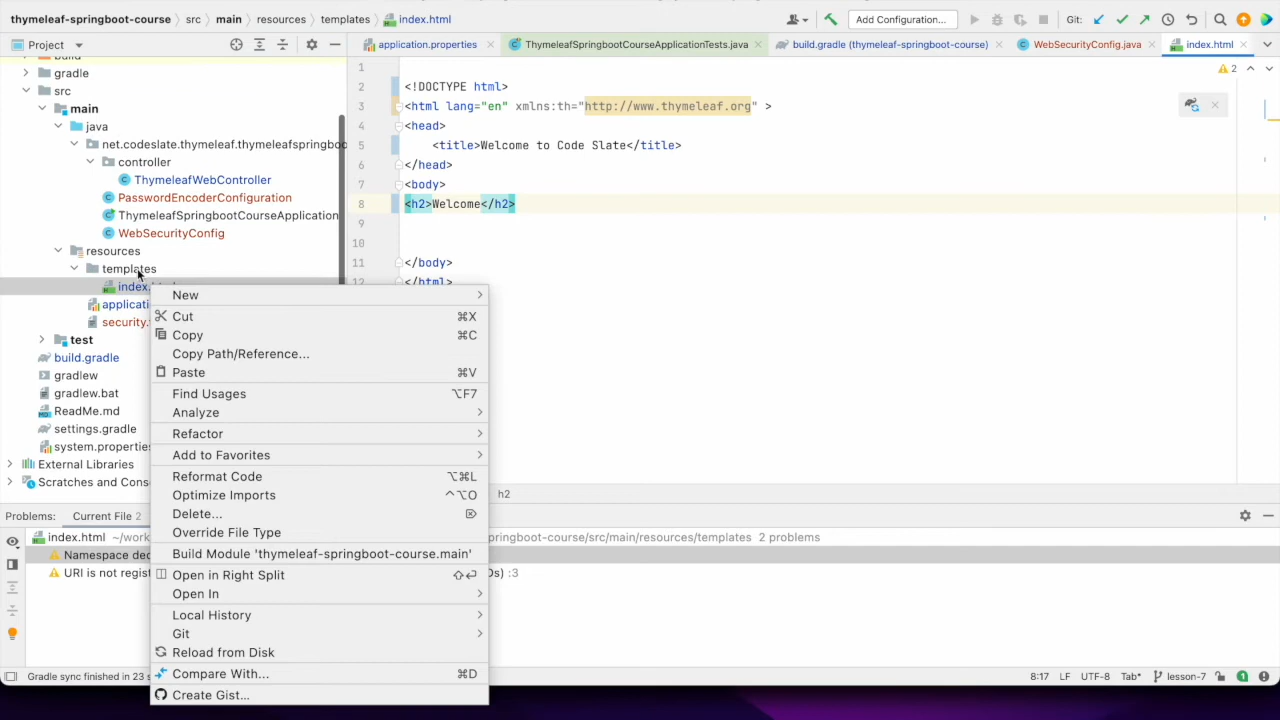 thymeleaf-springboot-course src main resources templates index.html Add Configuration... Git:
Project application.properties ThymeleafSpringbootCourseApplicationTests.java build.gradle (thymeleaf-springboot-course) WebSecurityConfig.java index.html
build
gradle
src
main
java
net.codeslate.thymeleaf.thymeleafspringboo
controller
ThymeleafWebController
PasswordEncoderConfiguration
ThymeleafSpringbootCourseApplication
WebSecurityConfig
resources
templates
index.
applicati
security.
test
build.gradle
gradlew
gradlew.bat
ReadMe.md
settings.gradle
system.properties
External Libraries
Scratches and Cons
1
2 <!DOCTYPE html>
3 <html lang="en" xmlns:th="http://www.thymeleaf.org" >
4 <head>
5 <title>Welcome to Code Slate</title>
6 </head>
7 <body>
8 <h2>Welcome</h2>
9
10
11 </body>
12 </html>
2
New
Cut ⌘X
Copy ⌘C
Copy Path/Reference...
Paste ⌘V
Find Usages ⌥F7
Analyze
Refactor
Add to Favorites
Reformat Code ⌥⌘L
Optimize Imports ^⌥O
Delete... ⌦
Override File Type
Build Module 'thymeleaf-springboot-course.main'
Open in Right Split ⇧⏎
Open In
Local History
Git
Reload from Disk
Compare With... ⌘D
Create Gist...
h2
Problems: Current File 2
index.html ~/work springboot-course/src/main/resources/templates 2 problems
Namespace dec
URI is not regist Ds) :3
Gradle sync finished in 23 s 8:17 LF UTF-8 Tab* lesson-7 1